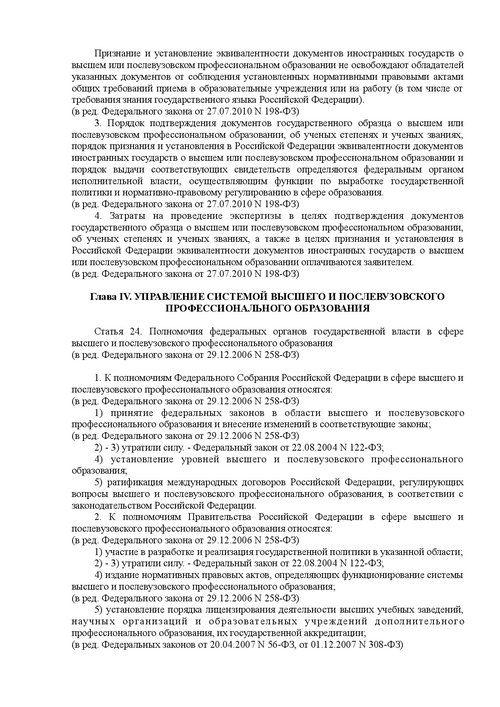 Признание и установление эквивалентности документов иностранных государств о
высшем или послевузовском профессиональном образовании не освобождают обладателей
указанных документов от соблюдения установленных нормативными правовыми актами
общих требований приема в образовательные учреждения или на работу (в том числе от
требования знания государственного языка Российской Федерации).
(в ред. Федерального закона от 27.07.2010 N 198-ФЗ)
3. Порядок подтверждения документов государственного образца о высшем или
послевузовском профессиональном образовании, об ученых степенях и ученых званиях,
порядок признания и установления в Российской Федерации эквивалентности документов
иностранных государств о высшем или послевузовском профессиональном образовании и
порядок выдачи соответствующих свидетельств определяются федеральным органом
исполнительной власти, осуществляющим функции по выработке государственной
политики и нормативно-правовому регулированию в сфере образования.
(в ред. Федерального закона от 27.07.2010 N 198-ФЗ)
4. Затраты на проведение экспертизы в целях подтверждения документов
государственного образца о высшем или послевузовском профессиональном образовании,
об ученых степенях и ученых званиях, а также в целях признания и установления в
Российской Федерации эквивалентности документов иностранных государств о высшем
или послевузовском профессиональном образовании оплачиваются заявителем.
(в ред. Федерального закона от 27.07.2010 N 198-ФЗ)
Глава IV. УПРАВЛЕНИЕ СИСТЕМОЙ ВЫСШЕГО И ПОСЛЕВУЗОВСКОГО
ПРОФЕССИОНАЛЬНОГО ОБРАЗОВАНИЯ
Статья 24. Полномочия федеральных органов государственной власти в сфере
высшего и послевузовского профессионального образования
(в ред. Федерального закона от 29.12.2006 N 258-ФЗ)
1. К полномочиям Федерального Собрания Российской Федерации в сфере высшего и
послевузовского профессионального образования относятся:
(в ред. Федерального закона от 29.12.2006 N 258-ФЗ)
1) принятие федеральных законов в области высшего и послевузовского
профессионального образования и внесение изменений в соответствующие законы;
(в ред. Федерального закона от 29.12.2006 N 258-ФЗ)
2) - 3) утратили силу. - Федеральный закон от 22.08.2004 N 122-ФЗ;
4) установление уровней высшего и послевузовского профессионального
образования;
5) ратификация международных договоров Российской Федерации, регулирующих
вопросы высшего и послевузовского профессионального образования, в соответствии с
законодательством Российской Федерации.
2. К полномочиям Правительства Российской Федерации в сфере высшего и
послевузовского профессионального образования относятся:
(в ред. Федерального закона от 29.12.2006 N 258-ФЗ)
1) участие в разработке и реализация государственной политики в указанной области;
2) - 3) утратили силу. - Федеральный закон от 22.08.2004 N 122-ФЗ;
4) издание нормативных правовых актов, определяющих функционирование системы
высшего и послевузовского профессионального образования;
(в ред. Федерального закона от 29.12.2006 N 258-ФЗ)
5) установление порядка лицензирования деятельности высших учебных заведений,
научных организаций и образовательных учреждений дополнительного
профессионального образования, их государственной аккредитации;
(в ред. Федеральных законов от 20.04.2007 N 56-ФЗ, от 01.12.2007 N 308-ФЗ)